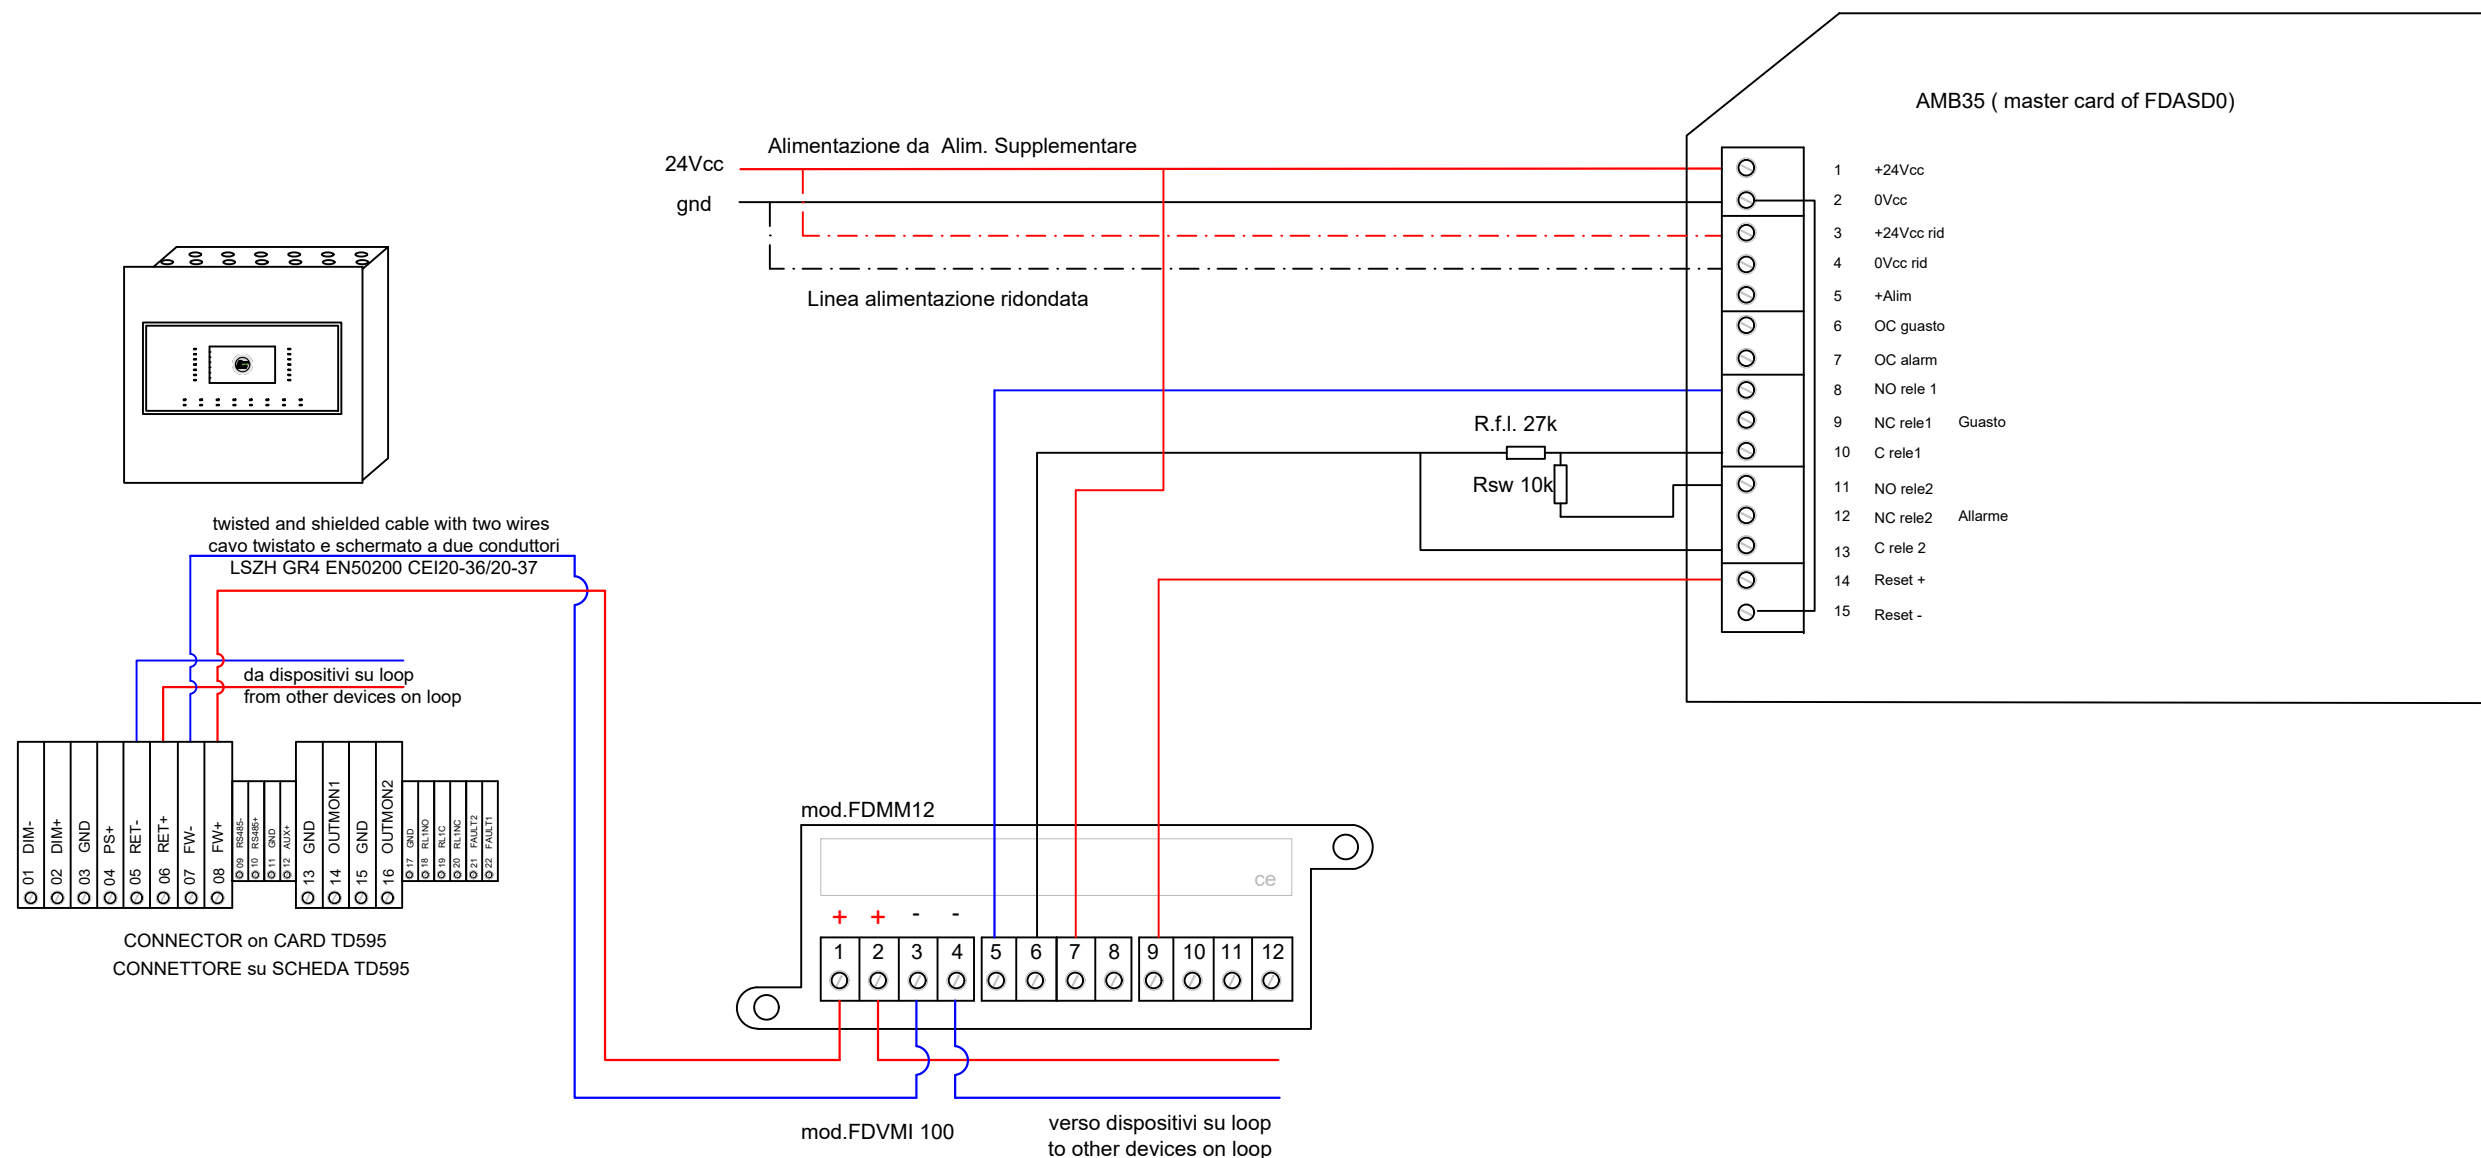 AMB35 ( master card of FDASD0)
Alimentazione da  Alim. Supplementare
24Vcc
gnd
Linea alimentazione ridondata
1 +24Vcc
2 0Vcc
3 +24Vcc rid
4 0Vcc rid
5 +Alim
6 OC guasto
7 OC alarm
8 NO rele 1
9 NC rele1 Guasto
10 C rele1
11 NO rele2
12 NC rele2 Allarme
13 C rele 2
14 Reset +
15 Reset -
R.f.l. 27k
Rsw 10k
twisted and shielded cable with two wires
cavo twistato e schermato a due conduttori
LSZH GR4 EN50200 CEI20-36/20-37
da dispositivi su loop
from other devices on loop
01 DIM-
02 DIM+
03 GND
04 PS+
05 RET-
06 RET+
07 FW-
08 FW+
09 RS485-
10 RS485+
11 GND
12 AUX+
13 GND
14 OUTMON1
15 GND
16 OUTMON2
17 GND
18 RL1NO
19 RL1C
20 RL1NC
21 FAULT2
22 FAULT1
CONNECTOR on CARD TD595
CONNETTORE su SCHEDA TD595
mod.FDMM12
ce
+ + - -
1 2 3 4 5 6 7 8 9 10 11 12
mod.FDVMI 100
verso dispositivi su loop
to other devices on loop